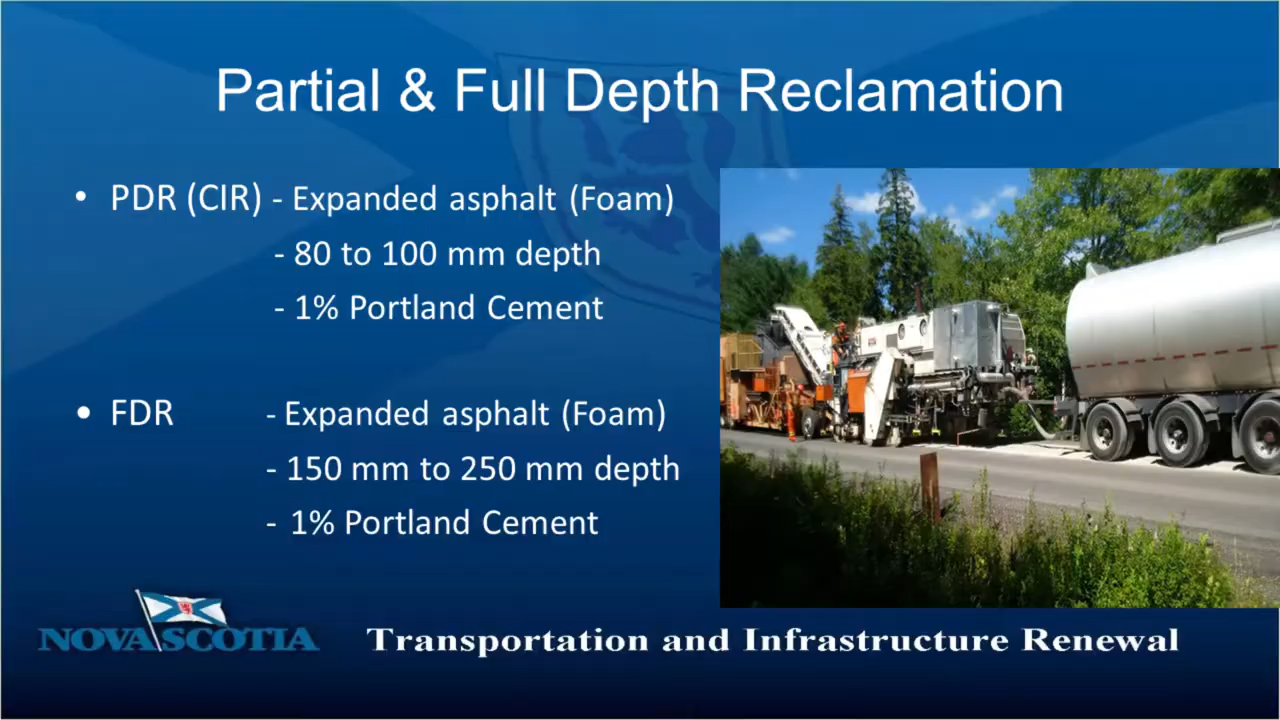 Partial & Full Depth Reclamation
• PDR (CIR) - Expanded asphalt (Foam)
- 80 to 100 mm depth
- 1% Portland Cement
• FDR - Expanded asphalt (Foam)
- 150 mm to 250 mm depth
- 1% Portland Cement
NOVA SCOTIA Transportation and Infrastructure Renewal